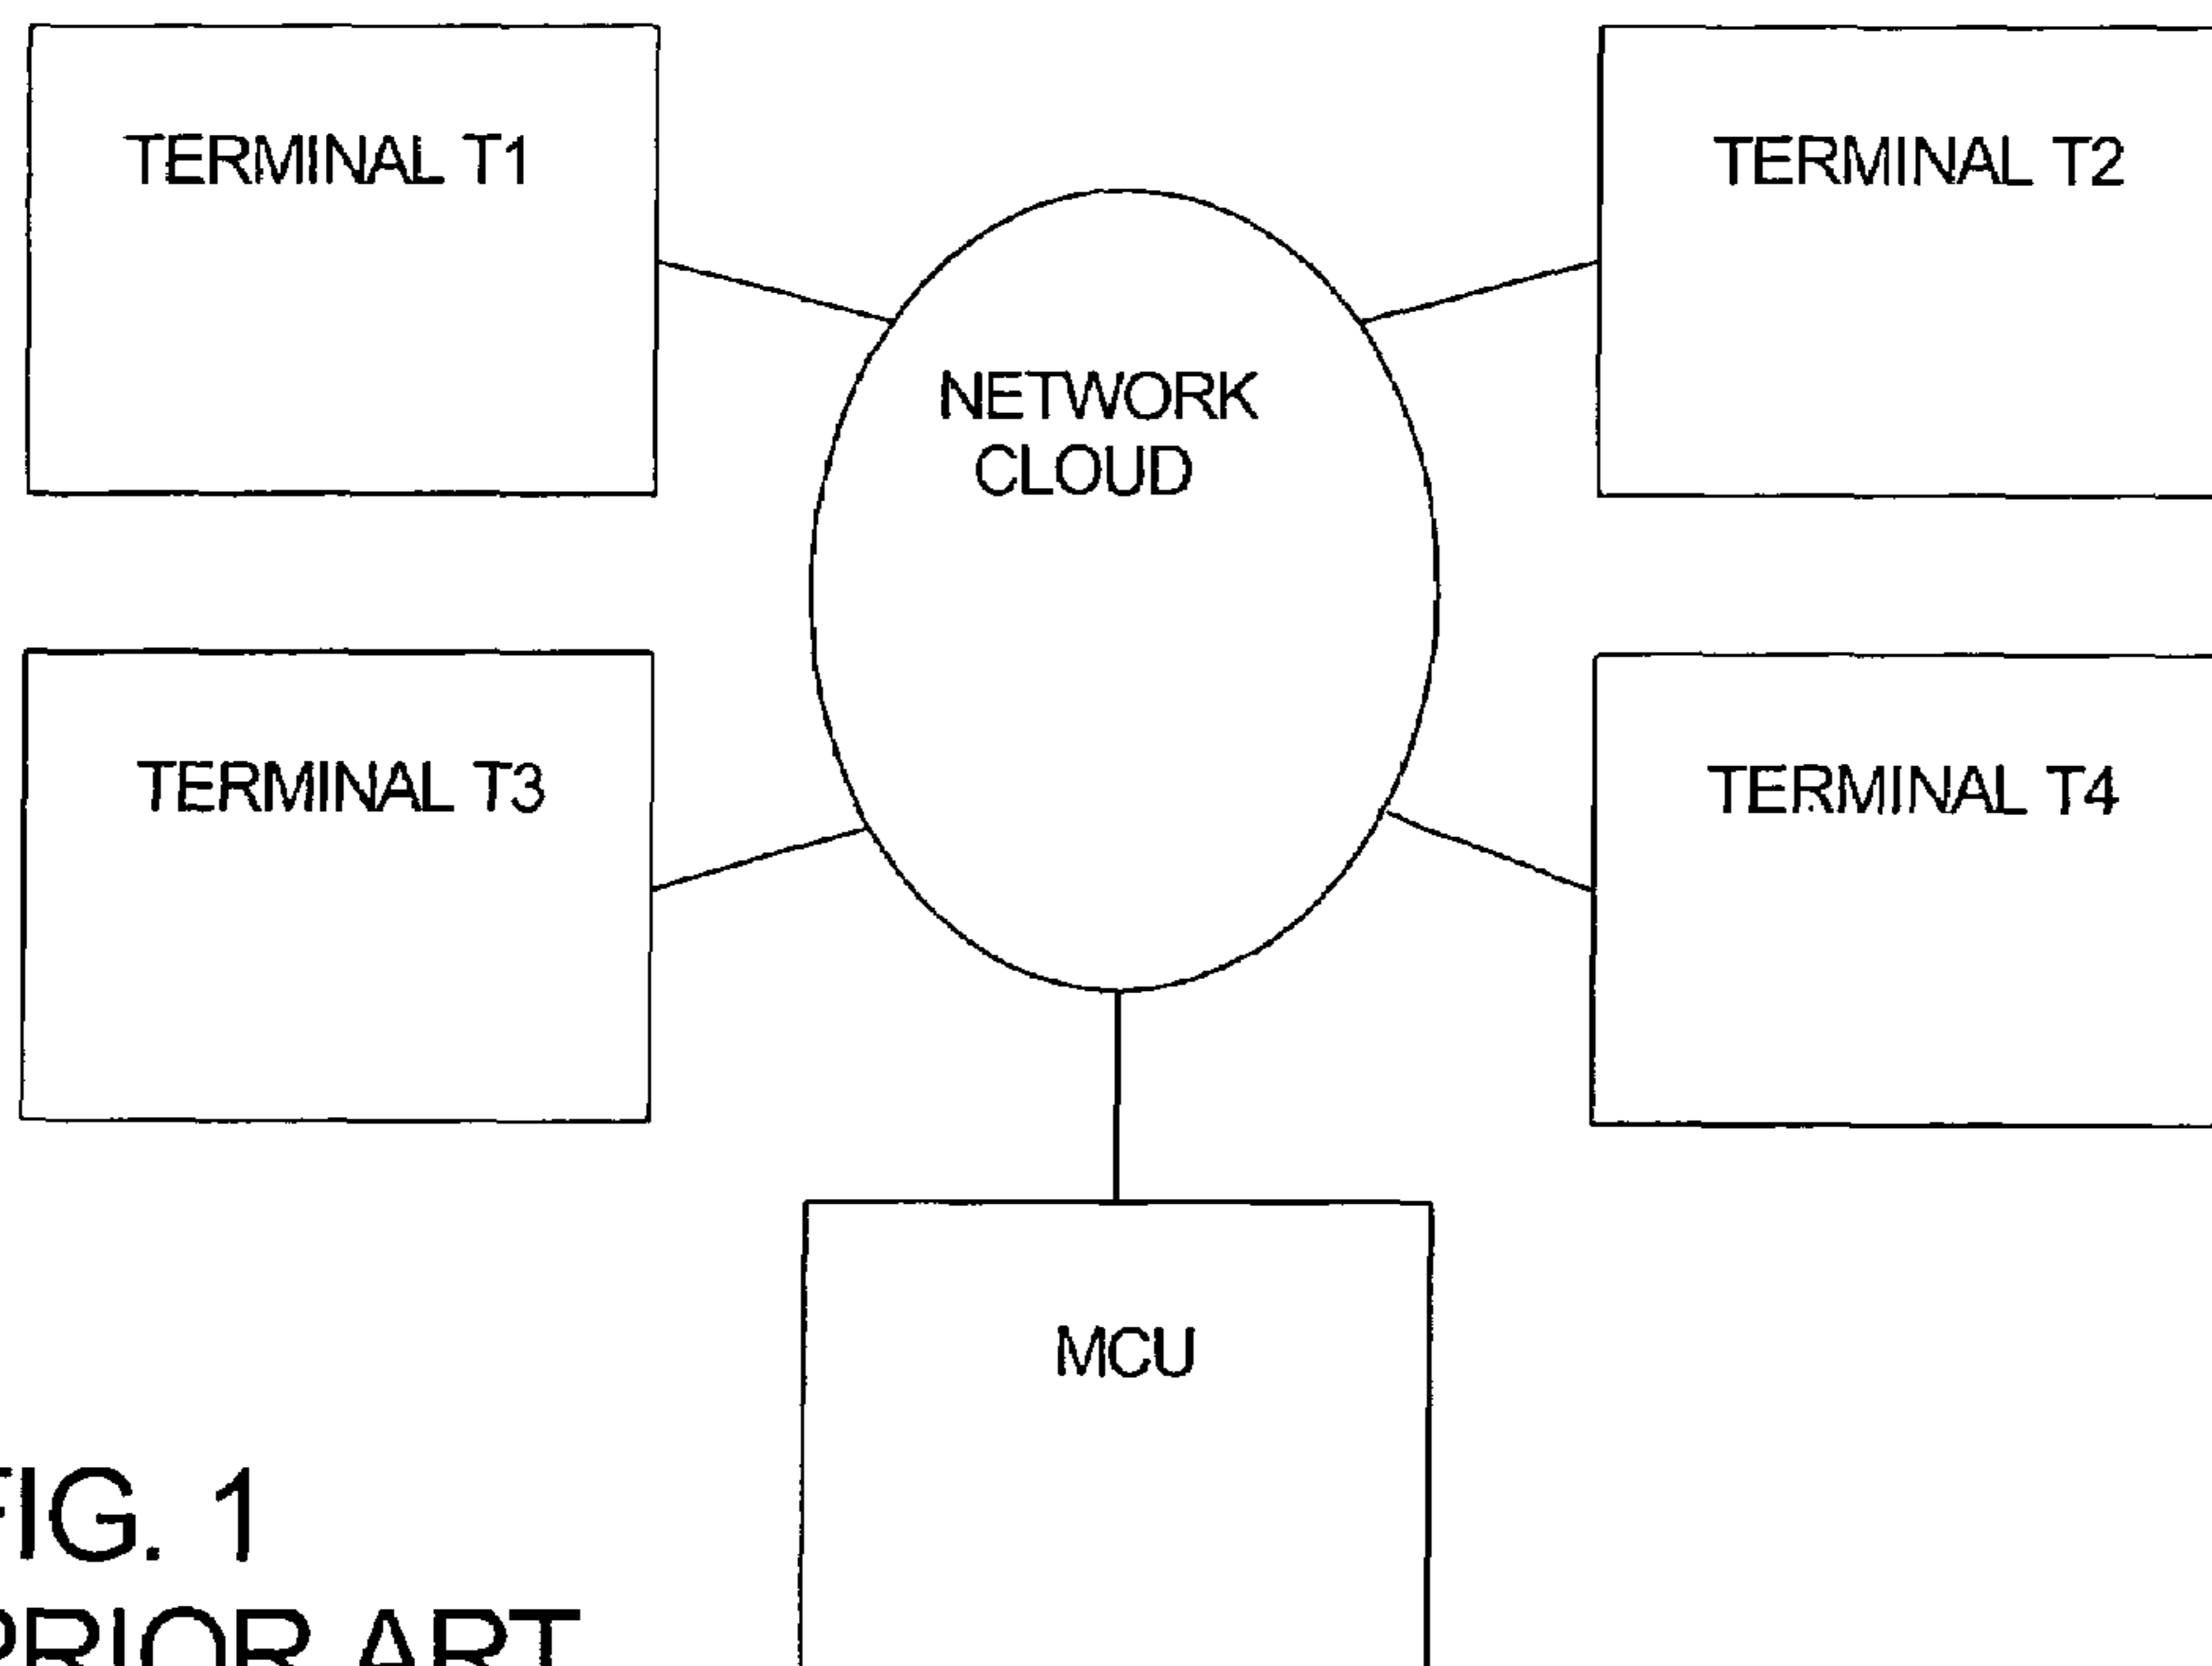 TERMINAL T1
TERMINAL T2
NETWORK
CLOUD
TERMINAL T3
TERMINAL T4
MCU
FIG. 1
PRIOR ART